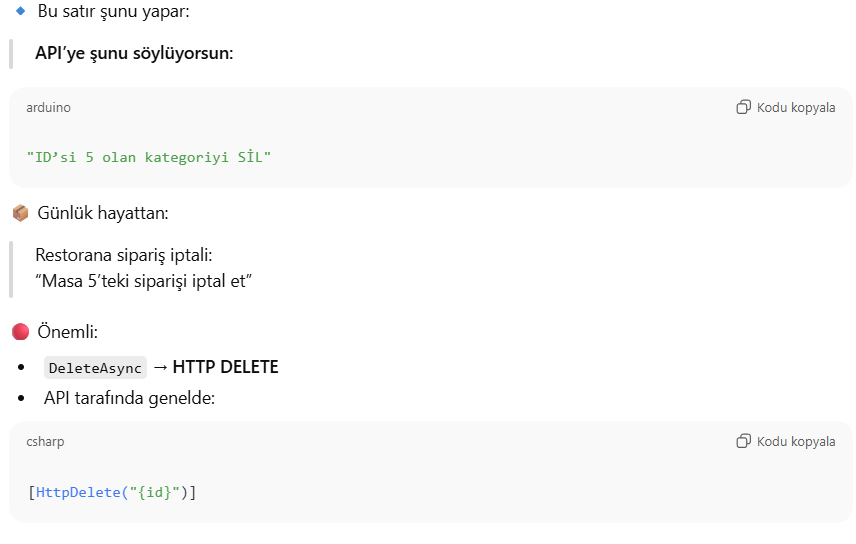 🔹 Bu satır şunu yapar:
API’ye şunu söylüyorsun:
arduino
Kodu kopyala
"ID’si 5 olan kategoriyi SİL"
📦 Günlük hayattan:
Restorana sipariş iptali:
“Masa 5’teki siparişi iptal et”
🔴 Önemli:
• DeleteAsync → HTTP DELETE
• API tarafında genelde:
csharp
Kodu kopyala
[HttpDelete("{id}")]